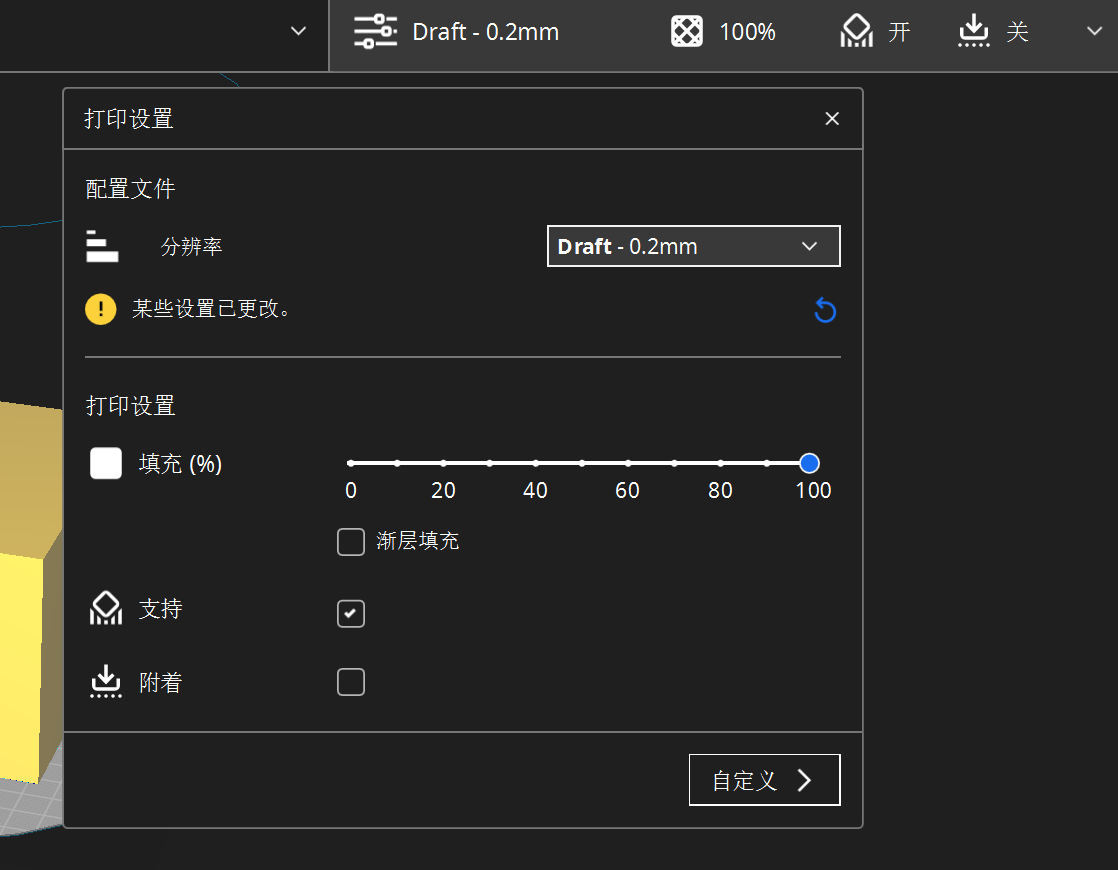 Draft - 0.2mm 100% 开 关
打印设置
配置文件
分辨率 Draft - 0.2mm
某些设置已更改。
打印设置
填充 (%)
0 20 40 60 80 100
渐层填充
支持
附着
自定义